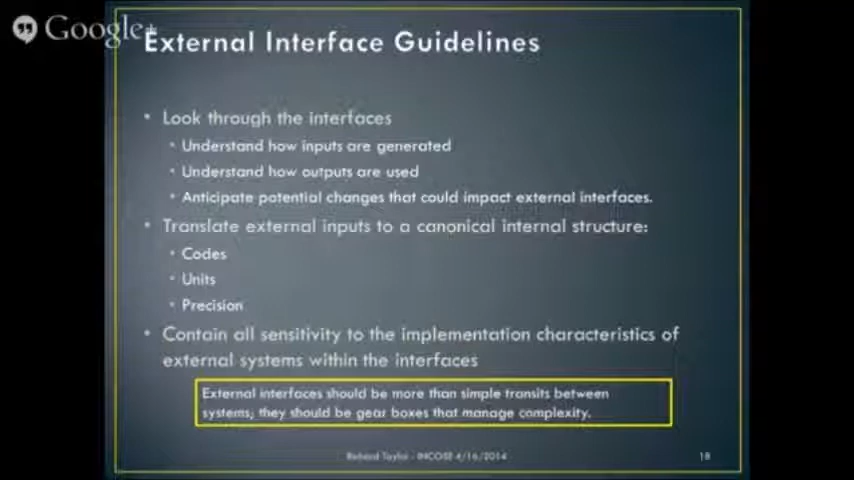 Google+
External Interface Guidelines
• Look through the interfaces
• Understand how inputs are generated
• Understand how outputs are used
• Anticipate potential changes that could impact external interfaces.
• Translate external inputs to a canonical internal structure:
• Codes
• Units
• Precision
• Contain all sensitivity to the implementation characteristics of
external systems within the interfaces
External interfaces should be more than simple transits between
systems; they should be gear boxes that manage complexity.
Richard Taylor - INCOSE 4/16/2014
18